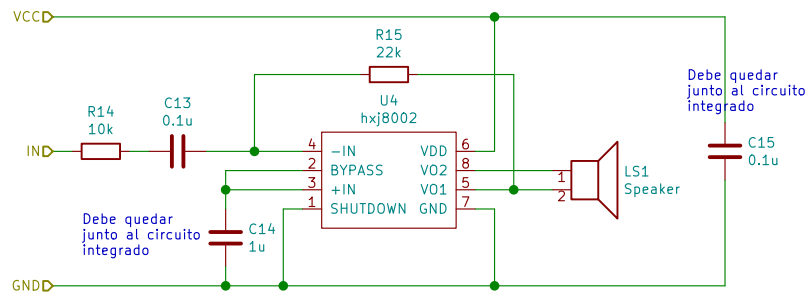 VCC
R15
22k
Debe quedar
junto al circuito
integrado
C13
0.1u
R14
10k
U4
hxj8002
IN
4 -IN VDD 6
2 BYPASS VO2 8
3 +IN VO1 5
1 SHUTDOWN GND 7
1
2
LS1
Speaker
C15
0.1u
Debe quedar
junto al circuito
integrado
C14
1u
GND